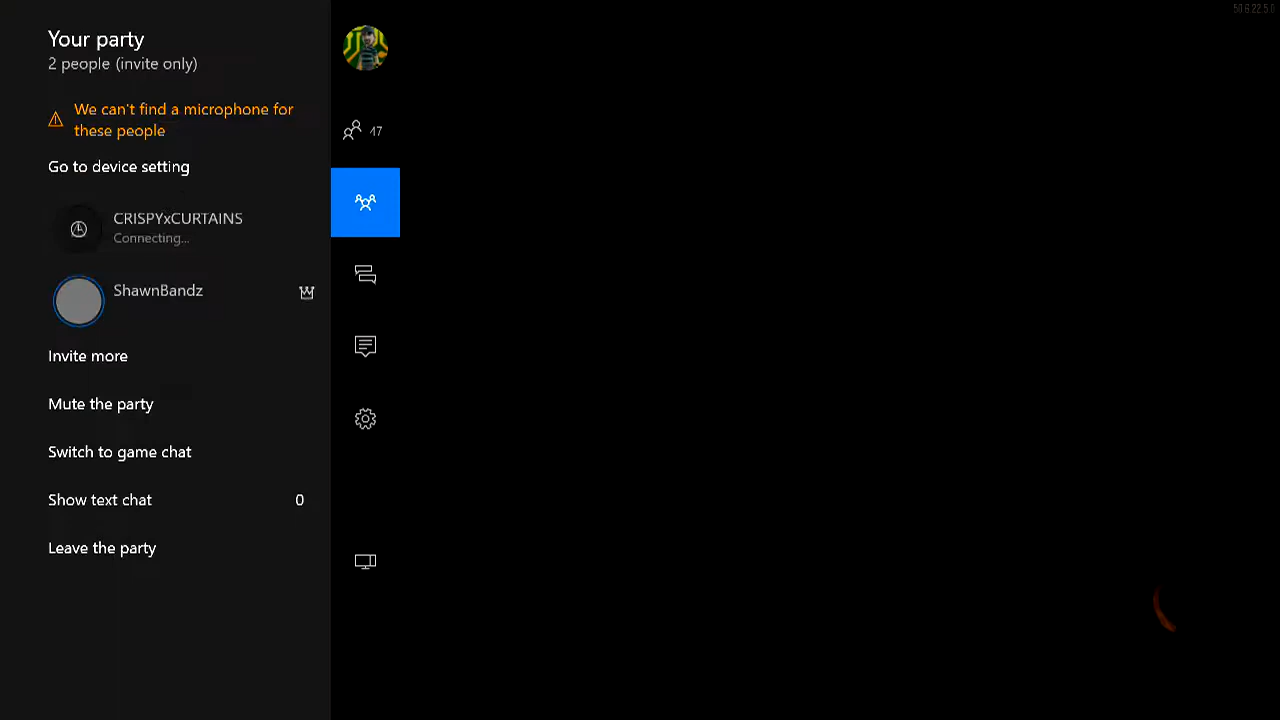 Your party
2 people (invite only)
We can't find a microphone for
these people
Go to device setting
CRISPYxCURTAINS
Connecting...
ShawnBandz
Invite more
Mute the party
Switch to game chat
Show text chat 0
Leave the party
17